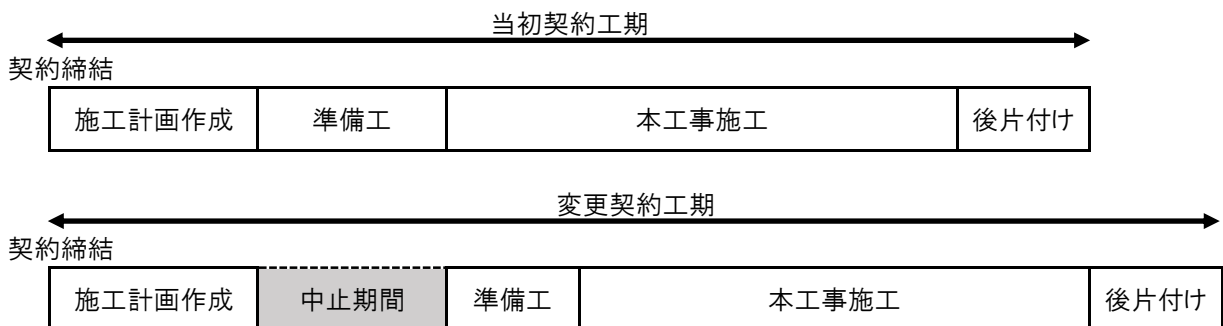 当初契約工期
契約締結
施工計画作成 準備工 本工事施工 後片付け
変更契約工期
契約締結
施工計画作成 中止期間 準備工 本工事施工 後片付け